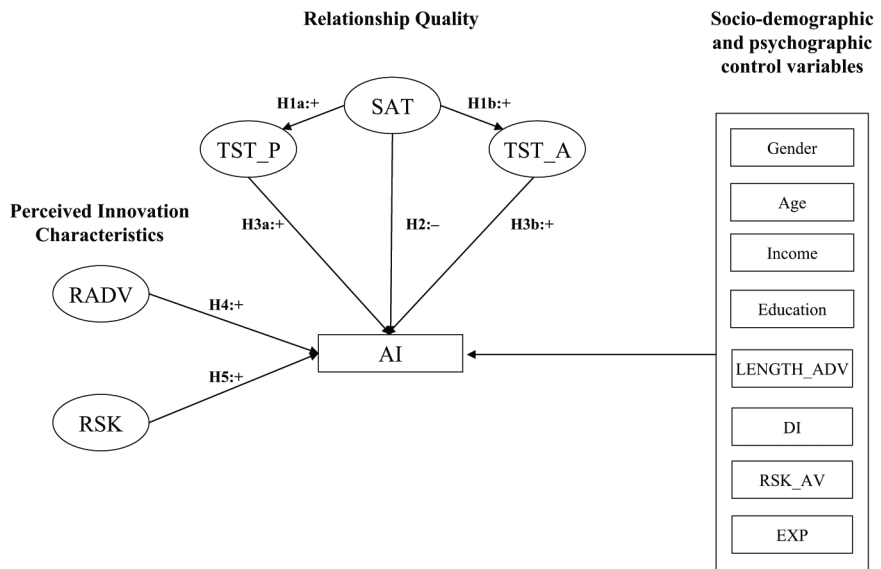 Relationship Quality
Socio-demographic
and psychographic
control variables
H1a:+
SAT
H1b:+
TST_P
TST_A
Gender
Age
Perceived Innovation
Characteristics
H3a:+
H2:–
H3b:+
Income
RADV
H4:+
Education
AI
LENGTH_ADV
H5:+
RSK
DI
RSK_AV
EXP